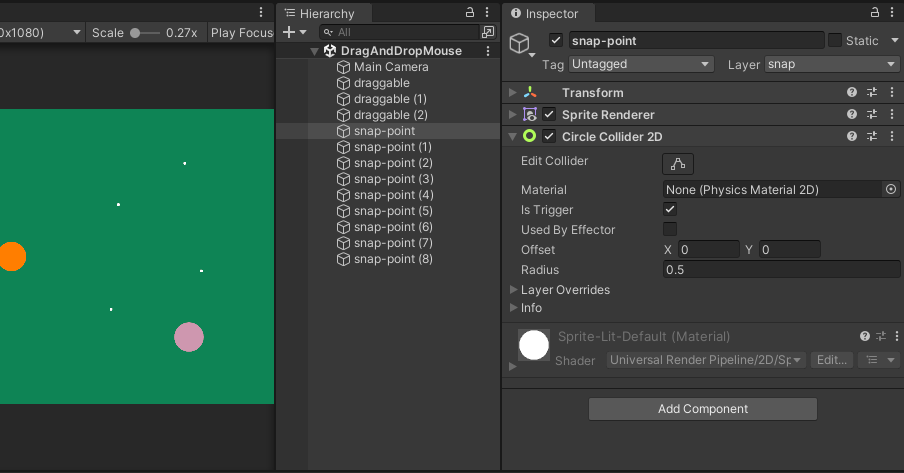 0x1080)
Scale
0.27x
Play Focus
Hierarchy
All
DragAndDropMouse
Main Camera
draggable
draggable (1)
draggable (2)
snap-point
snap-point (1)
snap-point (2)
snap-point (3)
snap-point (4)
snap-point (5)
snap-point (6)
snap-point (7)
snap-point (8)
Inspector
snap-point
Static
Tag Untagged
Layer snap
Transform
Sprite Renderer
Circle Collider 2D
Edit Collider
Material None (Physics Material 2D)
Is Trigger
Used By Effector
Offset X 0 Y 0
Radius 0.5
Layer Overrides
Info
Sprite-Lit-Default (Material)
Shader Universal Render Pipeline/2D/Sp Edit...
Add Component